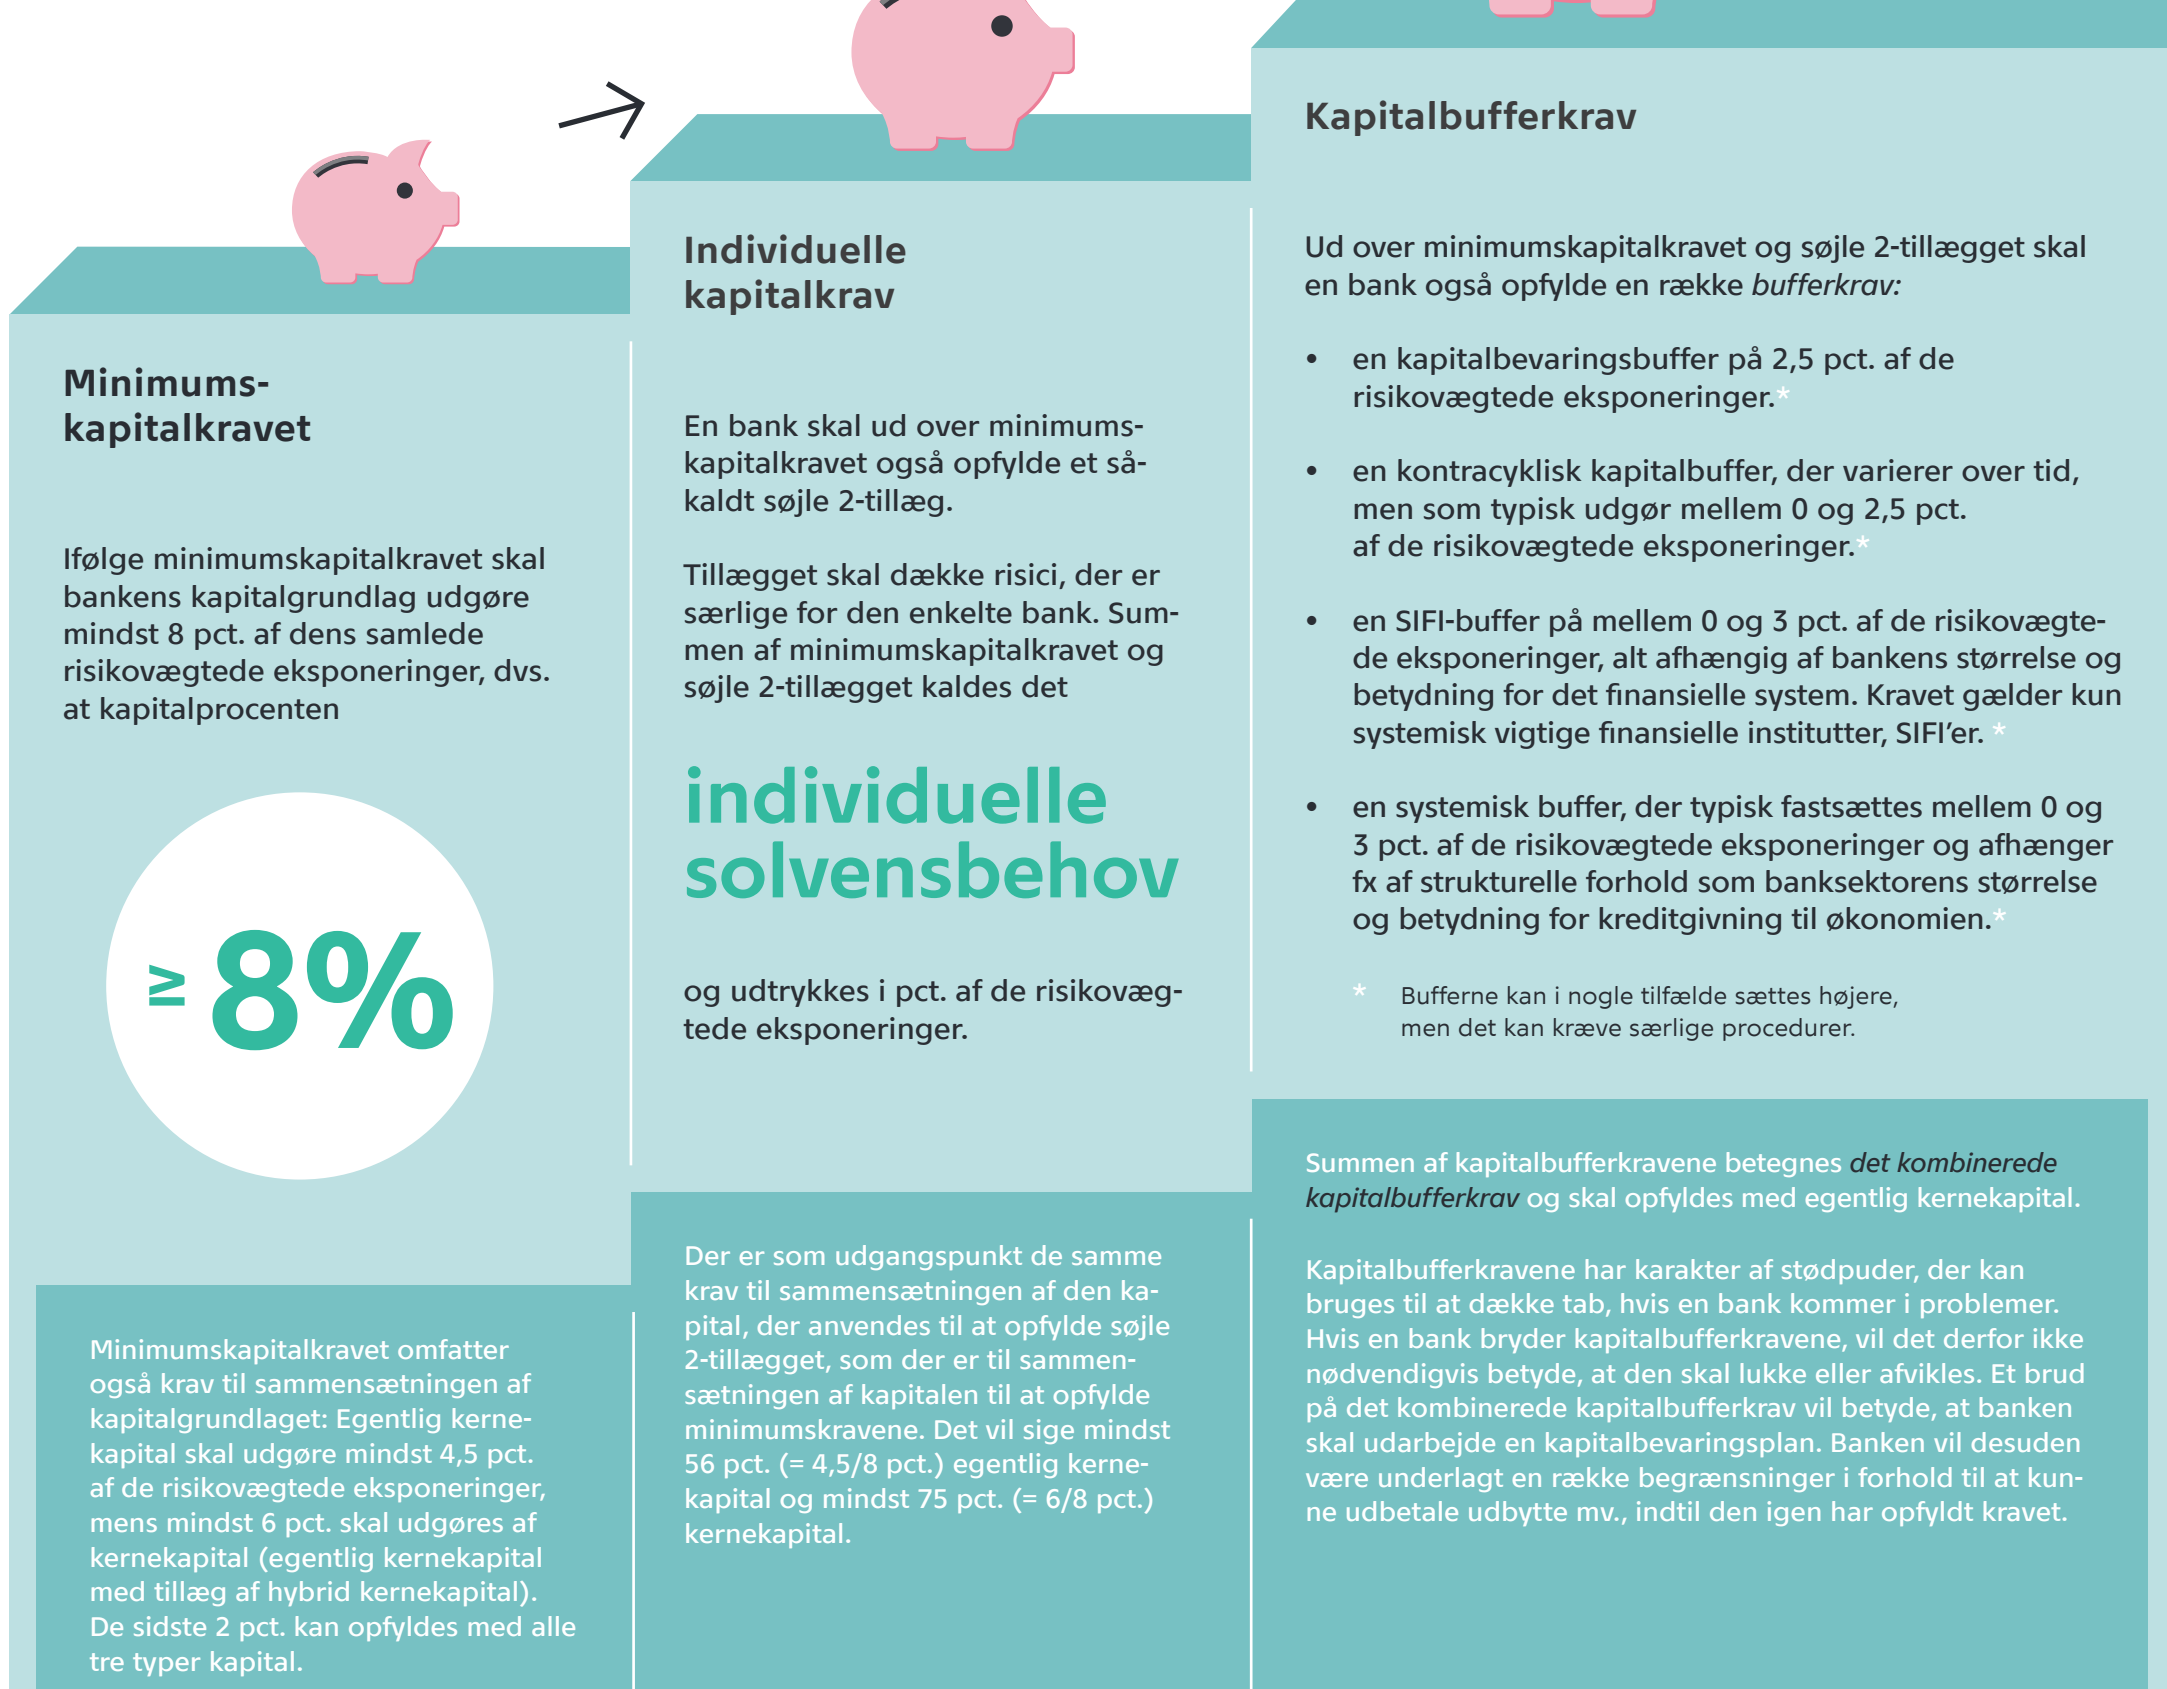 Minimums-
kapitalkravet
Ifølge minimumskapitalkravet skal
bankens kapitalgrundlag udgøre
mindst 8 pct. af dens samlede
risikovægtede eksponeringer, dvs.
at kapitalprocenten
≥ 8%
Minimumskapitalkravet omfatter
også krav til sammensætningen af
kapitalgrundlaget: Egentlig kerne-
kapital skal udgøre mindst 4,5 pct.
af de risikovægtede eksponeringer,
mens mindst 6 pct. skal udgøres af
kernekapital (egentlig kernekapital
med tillæg af hybrid kernekapital).
De sidste 2 pct. kan opfyldes med alle
tre typer kapital.
Individuelle
kapitalkrav
En bank skal ud over minimums-
kapitalkravet også opfylde et så-
kaldt søjle 2-tillæg.
Tillægget skal dække risici, der er
særlige for den enkelte bank. Sum-
men af minimumskapitalkravet og
søjle 2-tillægget kaldes det
individuelle
solvensbehov
og udtrykkes i pct. af de risikovæg-
tede eksponeringer.
Der er som udgangspunkt de samme
krav til sammensætningen af den ka-
pital, der anvendes til at opfylde søjle
2-tillægget, som der er til sammen-
sætningen af kapitalen til at opfylde
minimumskravene. Det vil sige mindst
56 pct. (= 4,5/8 pct.) egentlig kerne-
kapital og mindst 75 pct. (= 6/8 pct.)
kernekapital.
Kapitalbufferkrav
Ud over minimumskapitalkravet og søjle 2-tillægget skal
en bank også opfylde en række bufferkrav:
• en kapitalbevaringsbuffer på 2,5 pct. af de
risikovægtede eksponeringer.*
• en kontracyklisk kapitalbuffer, der varierer over tid,
men som typisk udgør mellem 0 og 2,5 pct.
af de risikovægtede eksponeringer.*
• en SIFI-buffer på mellem 0 og 3 pct. af de risikovægte-
de eksponeringer, alt afhængig af bankens størrelse og
betydning for det finansielle system. Kravet gælder kun
systemisk vigtige finansielle institutter, SIFI’er. *
• en systemisk buffer, der typisk fastsættes mellem 0 og
3 pct. af de risikovægtede eksponeringer og afhænger
fx af strukturelle forhold som banksektorens størrelse
og betydning for kreditgivning til økonomien.*
* Bufferne kan i nogle tilfælde sættes højere,
men det kan kræve særlige procedurer.
Summen af kapitalbufferkravene betegnes det kombinerede
kapitalbufferkrav og skal opfyldes med egentlig kernekapital.
Kapitalbufferkravene har karakter af stødpuder, der kan
bruges til at dække tab, hvis en bank kommer i problemer.
Hvis en bank bryder kapitalbufferkravene, vil det derfor ikke
nødvendigvis betyde, at den skal lukke eller afvikles. Et brud
på det kombinerede kapitalbufferkrav vil betyde, at banken
skal udarbejde en kapitalbevaringsplan. Banken vil desuden
være underlagt en række begrænsninger i forhold til at kun-
ne udbetale udbytte mv., indtil den igen har opfyldt kravet.